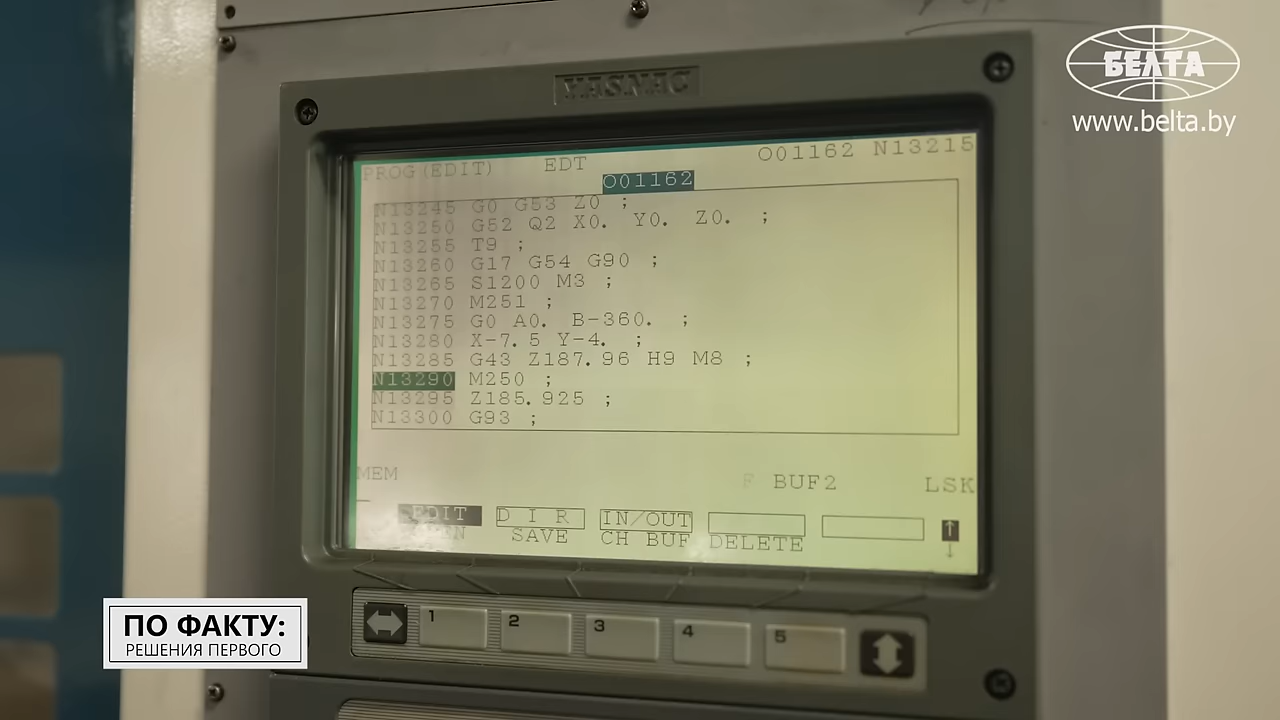 БЕЛТА
www.belta.by
YASNAC
PROG(EDIT) EDT O01162 N13215
O01162
N13245 G0 G53 Z0 ;
N13250 G52 Q2 X0. Y0. Z0. ;
N13255 T9 ;
N13260 G17 G54 G90 ;
N13265 S1200 M3 ;
N13270 M251 ;
N13275 G0 A0. B-360. ;
N13280 X-7.5 Y-4. ;
N13285 G43 Z187.96 H9 M8 ;
N13290 M250 ;
N13295 Z185.925 ;
N13300 G93 ;
MEM F BUF2 LSK
EDIT DIR IN/OUT
SAVE CH BUF DELETE
1 2 3 4 5
ПО ФАКТУ:
РЕШЕНИЯ ПЕРВОГО